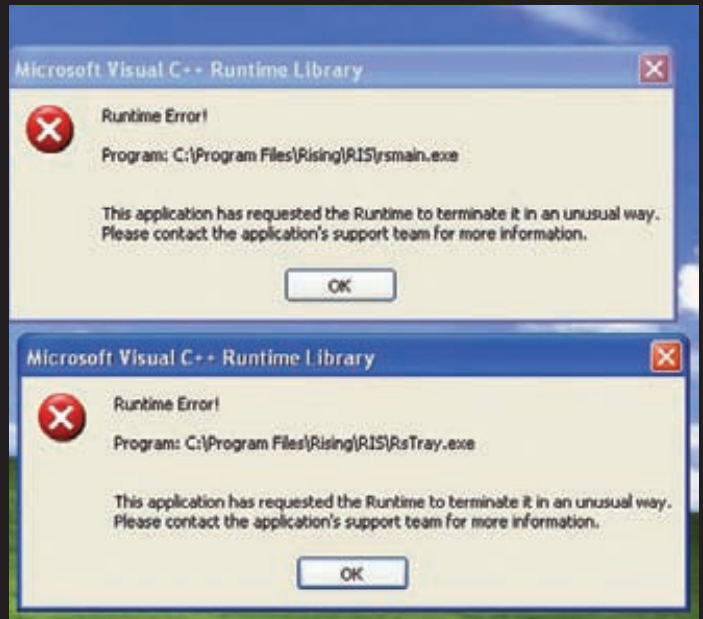 Microsoft Visual C++ Runtime Library
Runtime Error!
Program: C:\Program Files\Rising\RIS\rsmain.exe
This application has requested the Runtime to terminate it in an unusual way.
Please contact the application's support team for more information.
OK
Microsoft Visual C++ Runtime Library
Runtime Error!
Program: C:\Program Files\Rising\RIS\RsTray.exe
This application has requested the Runtime to terminate it in an unusual way.
Please contact the application's support team for more information.
OK